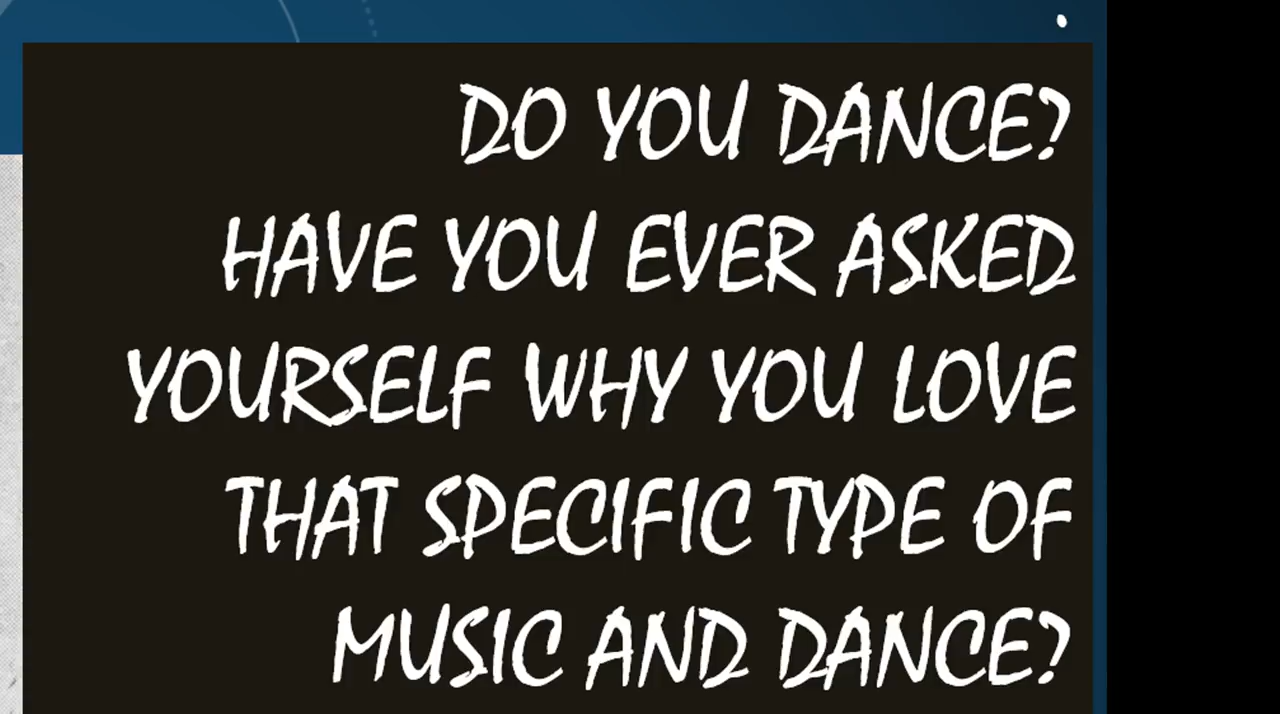 DO YOU DANCE?
HAVE YOU EVER ASKED
YOURSELF WHY YOU LOVE
THAT SPECIFIC TYPE OF
MUSIC AND DANCE?